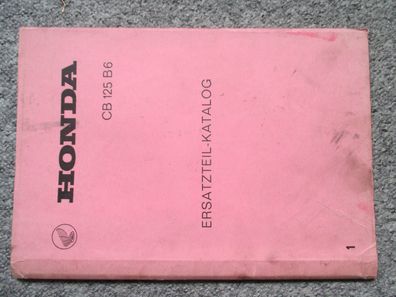 HONDA
CB 125 B6
ERSATZTEIL-KATALOG
1